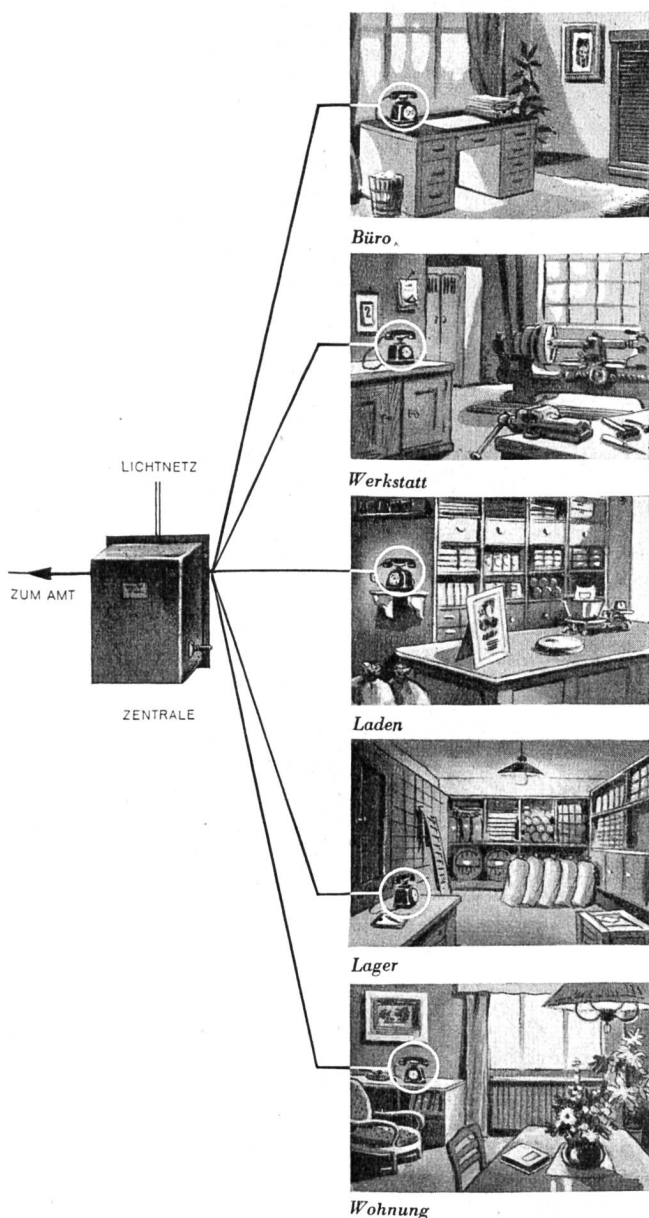 Büro
Werkstatt
LICHTNETZ
ZUM AMT
ZENTRALE
Laden
Lager
Wohnung